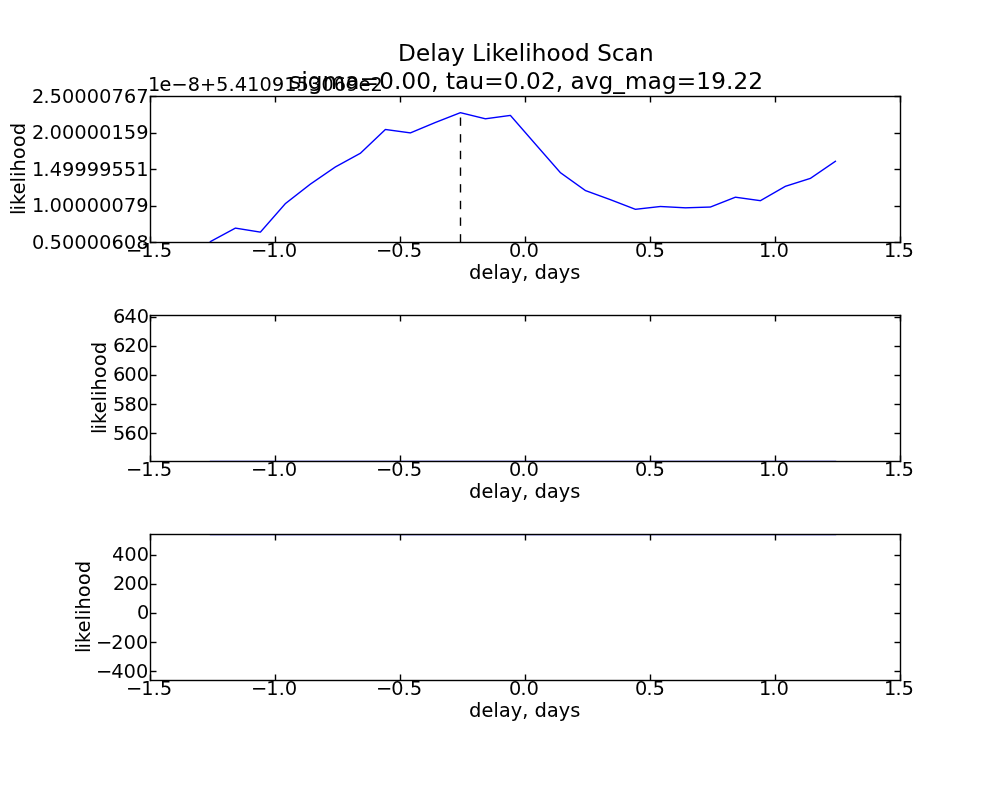 Delay Likelihood Scan
sigma=0.00, tau=0.02, avg_mag=19.22
2.50000767
2.00000159
1.49999551
1.00000079
0.50000608
likelihood
−1.5 −1.0 −0.5 0.0 0.5 1.0 1.5
delay, days
640
620
600
580
560
likelihood
−1.5 −1.0 −0.5 0.0 0.5 1.0 1.5
delay, days
400
200
0
−200
−400
likelihood
−1.5 −1.0 −0.5 0.0 0.5 1.0 1.5
delay, days